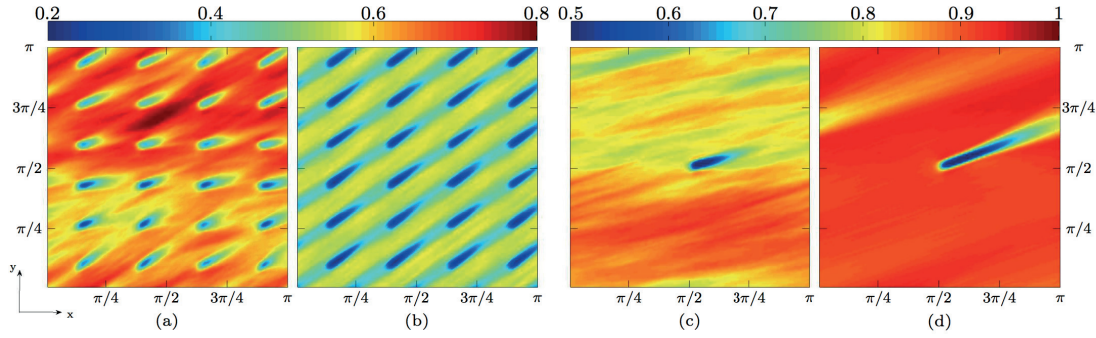 0.2 0.4 0.6 0.8 0.5 0.6 0.7 0.8 0.9 1
π π
3π/4 3π/4
π/2 π/2
π/4 π/4
y
x
π/4 π/2 3π/4 π π/4 π/2 3π/4 π π/4 π/2 3π/4 π/4 π/2 3π/4 π
(a) (b) (c) (d)